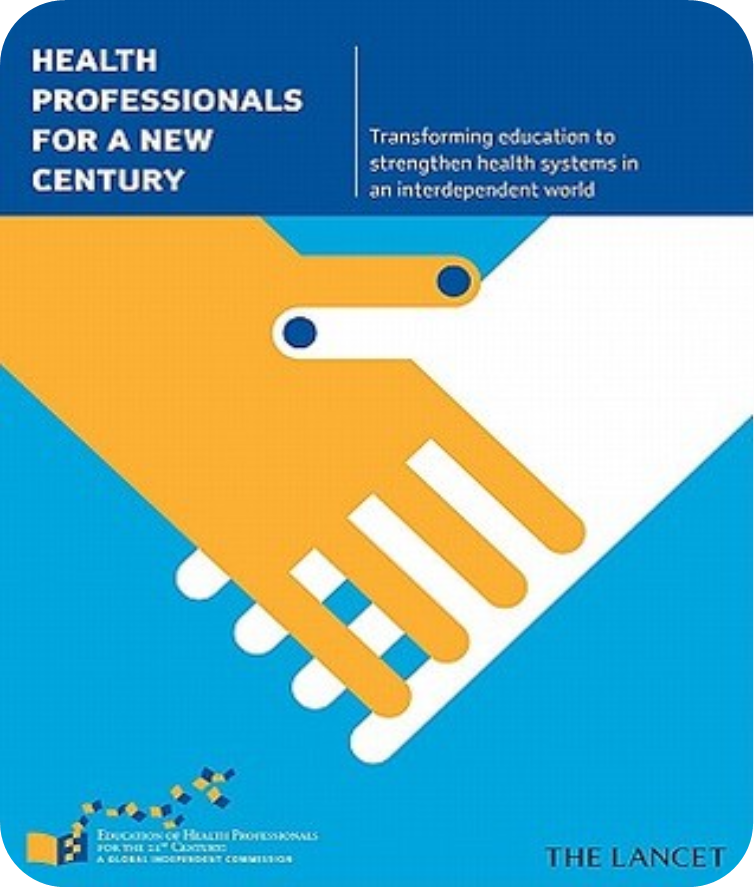 HEALTH
PROFESSIONALS
FOR A NEW
CENTURY
Transforming education to
strengthen health systems in
an interdependent world
EDUCATION OF HEALTH PROFESSIONALS
FOR THE 21ST CENTURY:
A GLOBAL INDEPENDENT COMMISSION
THE LANCET